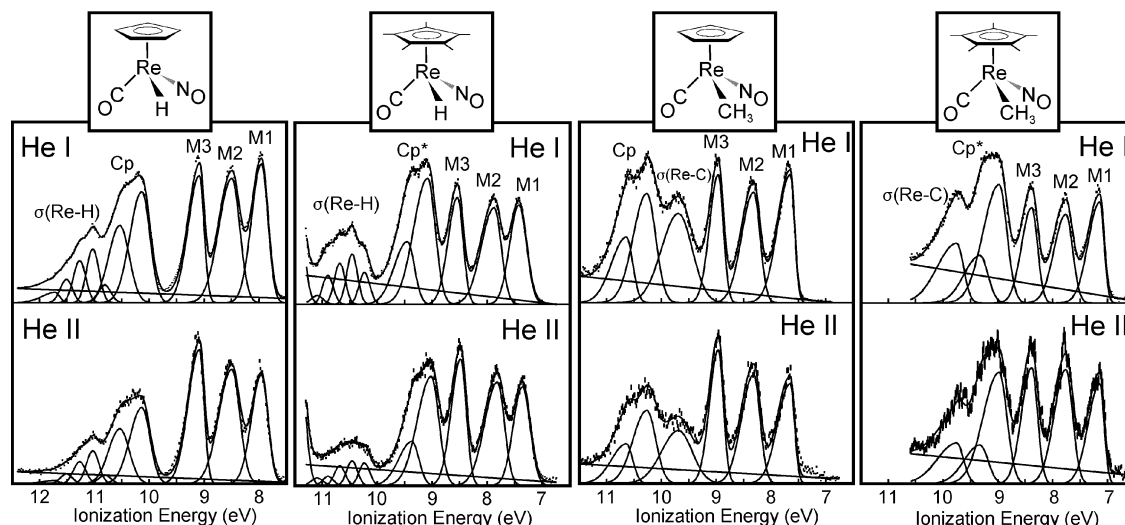 Re
OC
H
NO
Re
OC
H
NO
Re
OC
CH3
NO
Re
OC
CH3
NO
He I
σ(Re-H)
Cp
M3
M2
M1
He I
σ(Re-H)
Cp*
M3
M2
M1
He I
Cp
σ(Re-C)
M3
M2
M1
He I
σ(Re-C)
Cp*
M3
M2
M1
He II
He II
He II
He II
12 11 10 9 8
11 10 9 8 7
11 10 9 8 7
10 9 8 7
Ionization Energy (eV)
Ionization Energy (eV)
Ionization Energy (eV)
Ionization Energy (eV)